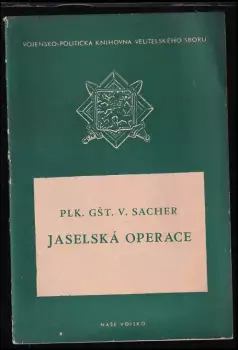 VOJENSKO-POLITICKÁ KNIHOVNA VELITELSKÉHO SBORU
PLK. GŠT. V. SACHER
JASELSKÁ OPERACE
NAŠE VOJSKO